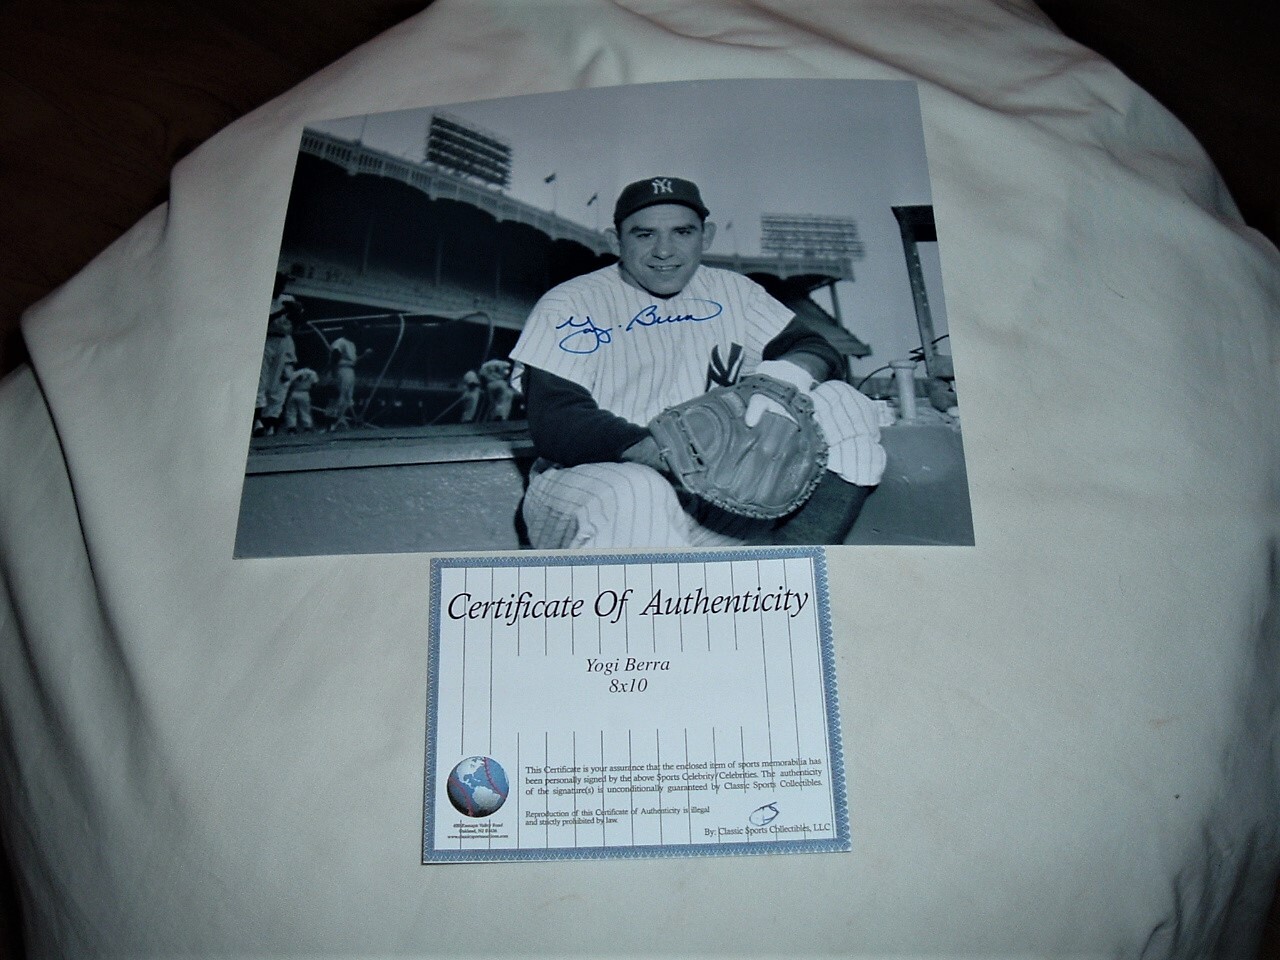 NY
Yogi Berra
NY
Certificate Of Authenticity
Yogi Berra
8x10
This Certificate is your assurance that the enclosed item of sports memorabilia has
been personally signed by the above Sports Celebrity/Celebrities. The authenticity
of the signature(s) is unconditionally guaranteed by Classic Sports Collectibles.
Reproduction of this Certificate of Authenticity is illegal
and strictly prohibited by law.
By: Classic Sports Collectibles, LLC